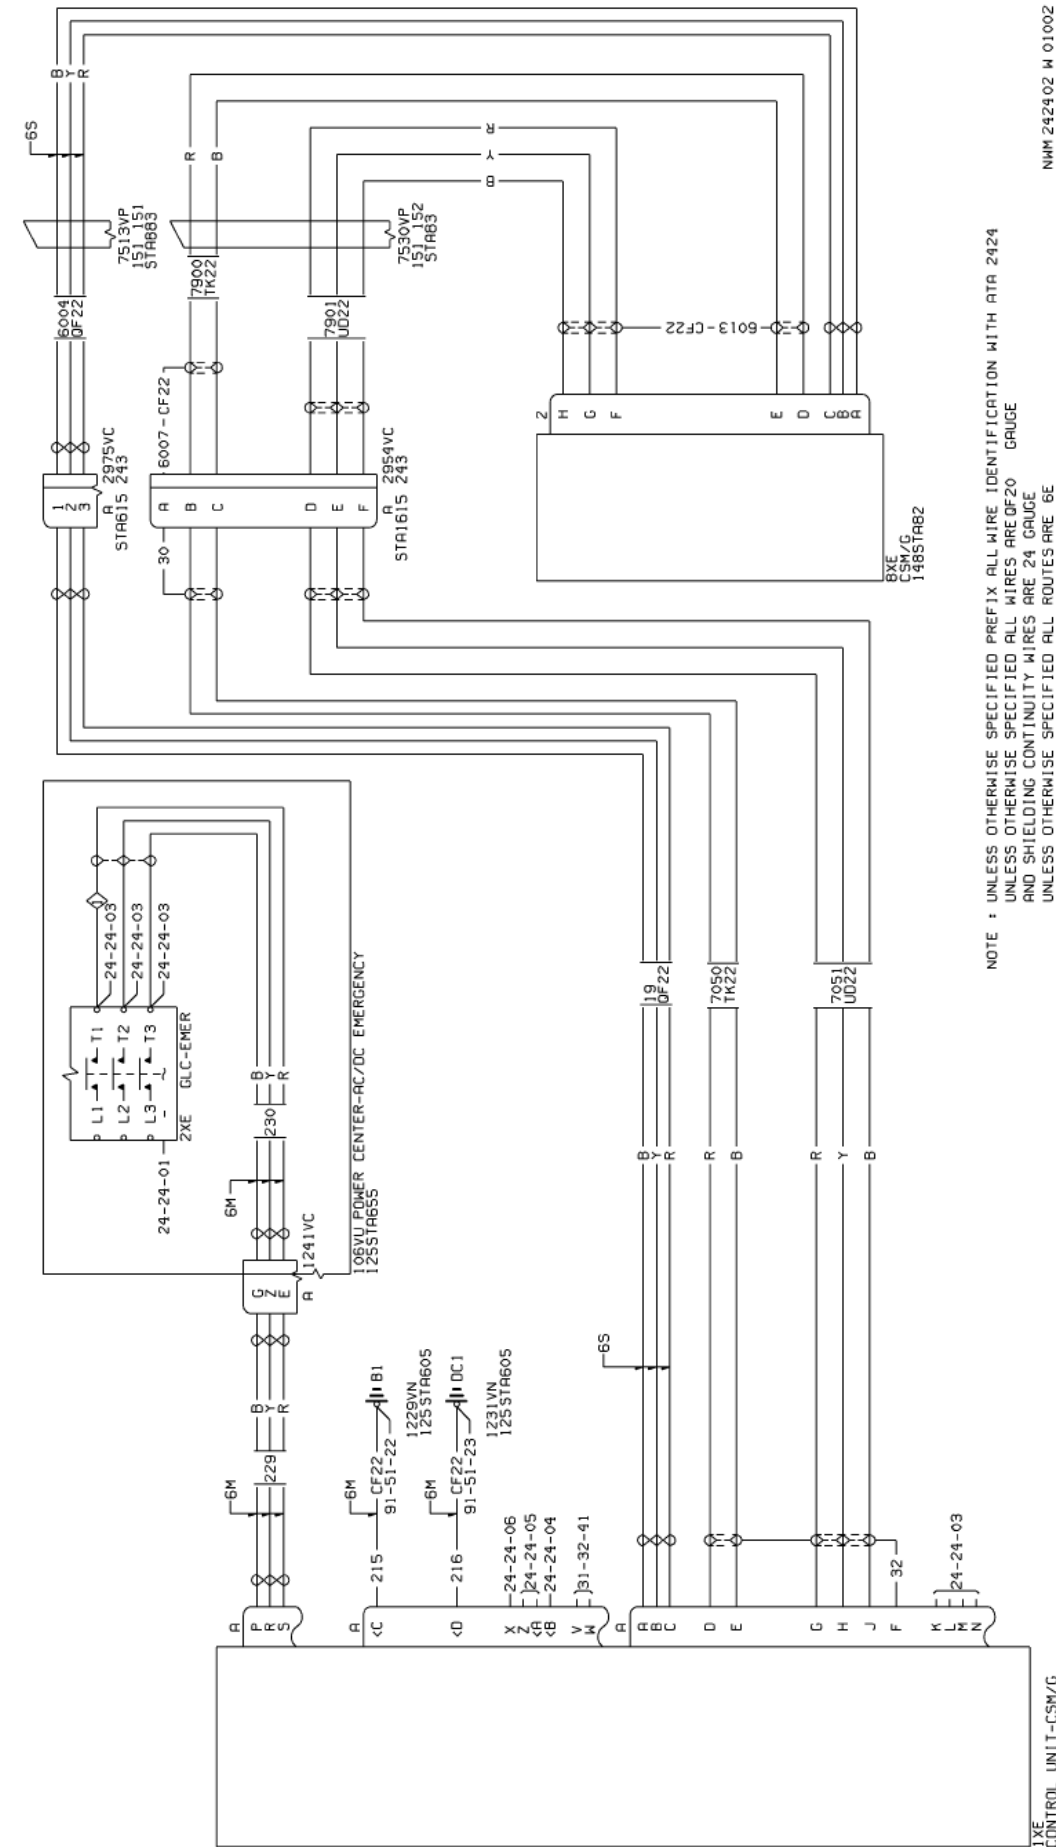 B
Y
R
6S
7513VP
151 151
STA683
R
B
7900
TK22
R
Y
B
7530VP
151 152
STA83
6004
QF22
7901
UD22
6013-CF22
6007-CF22
1
2
3
A 2975VC
STA615 243
A
B
C
D
E
F
A 2954VC
STA1615 243
30
2
H
G
F
E
D
C
B
A
8XE
CSM/G
148STA82
24-24-03
24-24-03
24-24-03
L1 T1
L2 T2
L3 T3
2XE GLC-EMER
24-24-01
B
Y
R
230
6M
106VU POWER CENTER-AC/DC EMERGENCY
125STA655
1241VC
A
G
Z
E
B
Y
R
229
6M
6M
215 CF22 B1
91-51-22
1229VN
125STA605
6M
216 CF22 DC1
91-51-23
1231VN
125STA605
24-24-06
24-24-05
24-24-04
31-32-41
6S
19
QF22
7050
TK22
7051
UD22
B
Y
R
R
B
R
Y
B
32
24-24-03
A
P
R
S
A
<C
<D
X
Z
<A
<B
V
W
A
A
B
C
D
E
G
H
J
F
K
L
M
N
1XE
CONTROL UNIT-CSM/G
NOTE : UNLESS OTHERWISE SPECIFIED PREFIX ALL WIRE IDENTIFICATION WITH ATA 2424
UNLESS OTHERWISE SPECIFIED ALL WIRES ARE QF20 GAUGE
AND SHIELDING CONTINUITY WIRES ARE 24 GAUGE
UNLESS OTHERWISE SPECIFIED ALL ROUTES ARE 6E
NWM 242402 W 01002